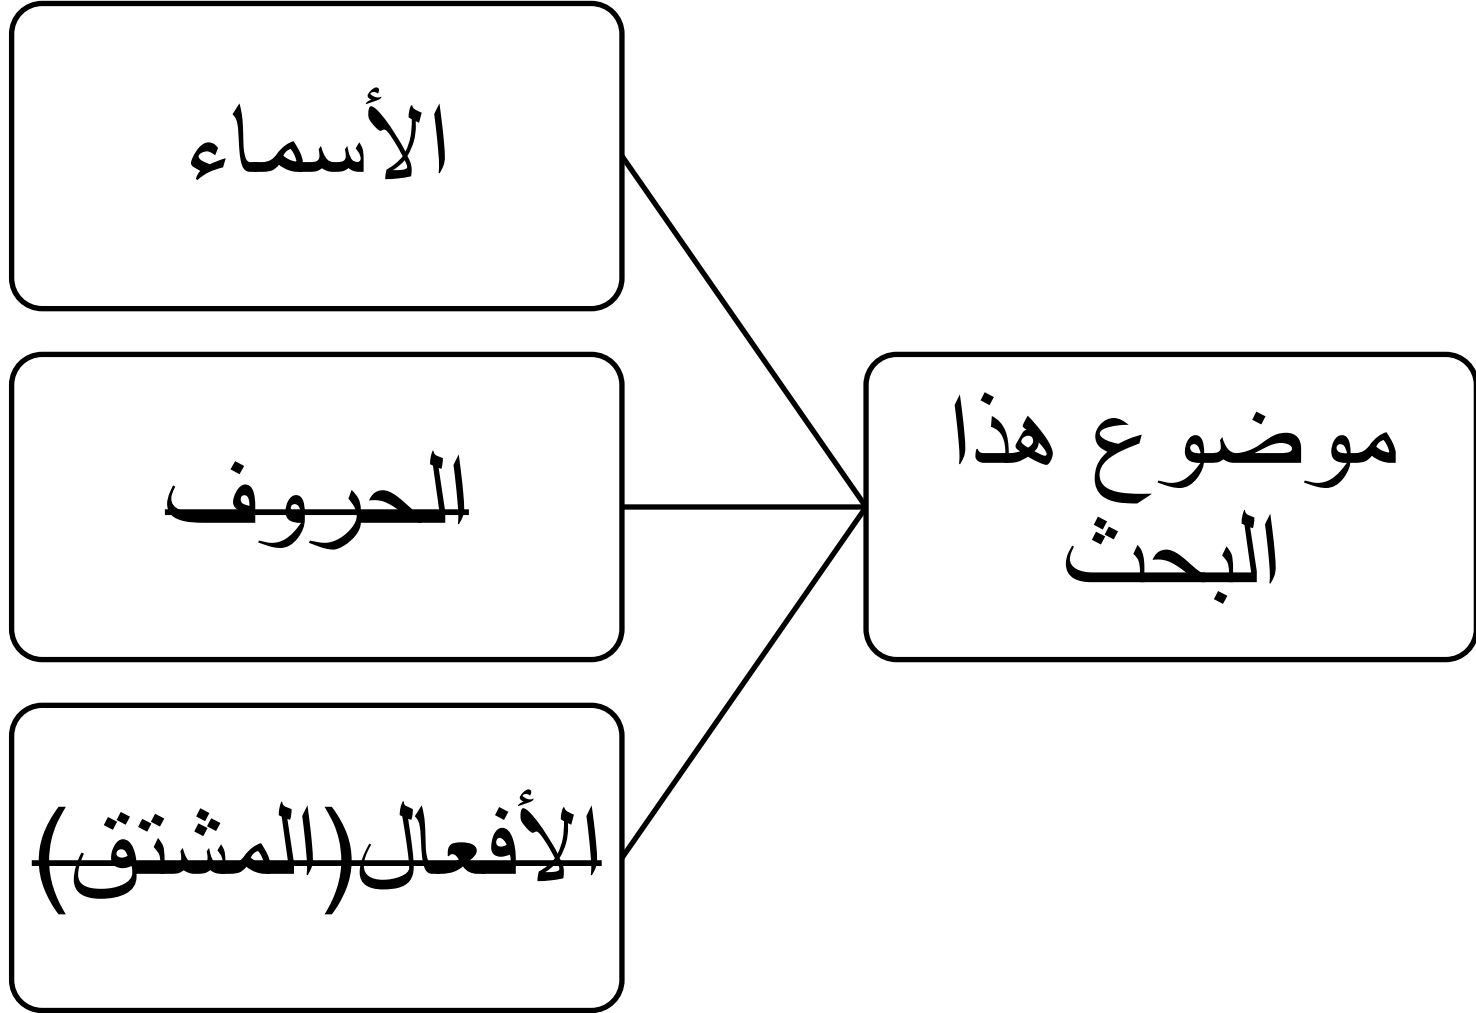 موضوع هذا
البحث
الأسماء
الحروف
الأفعال(المشتق)